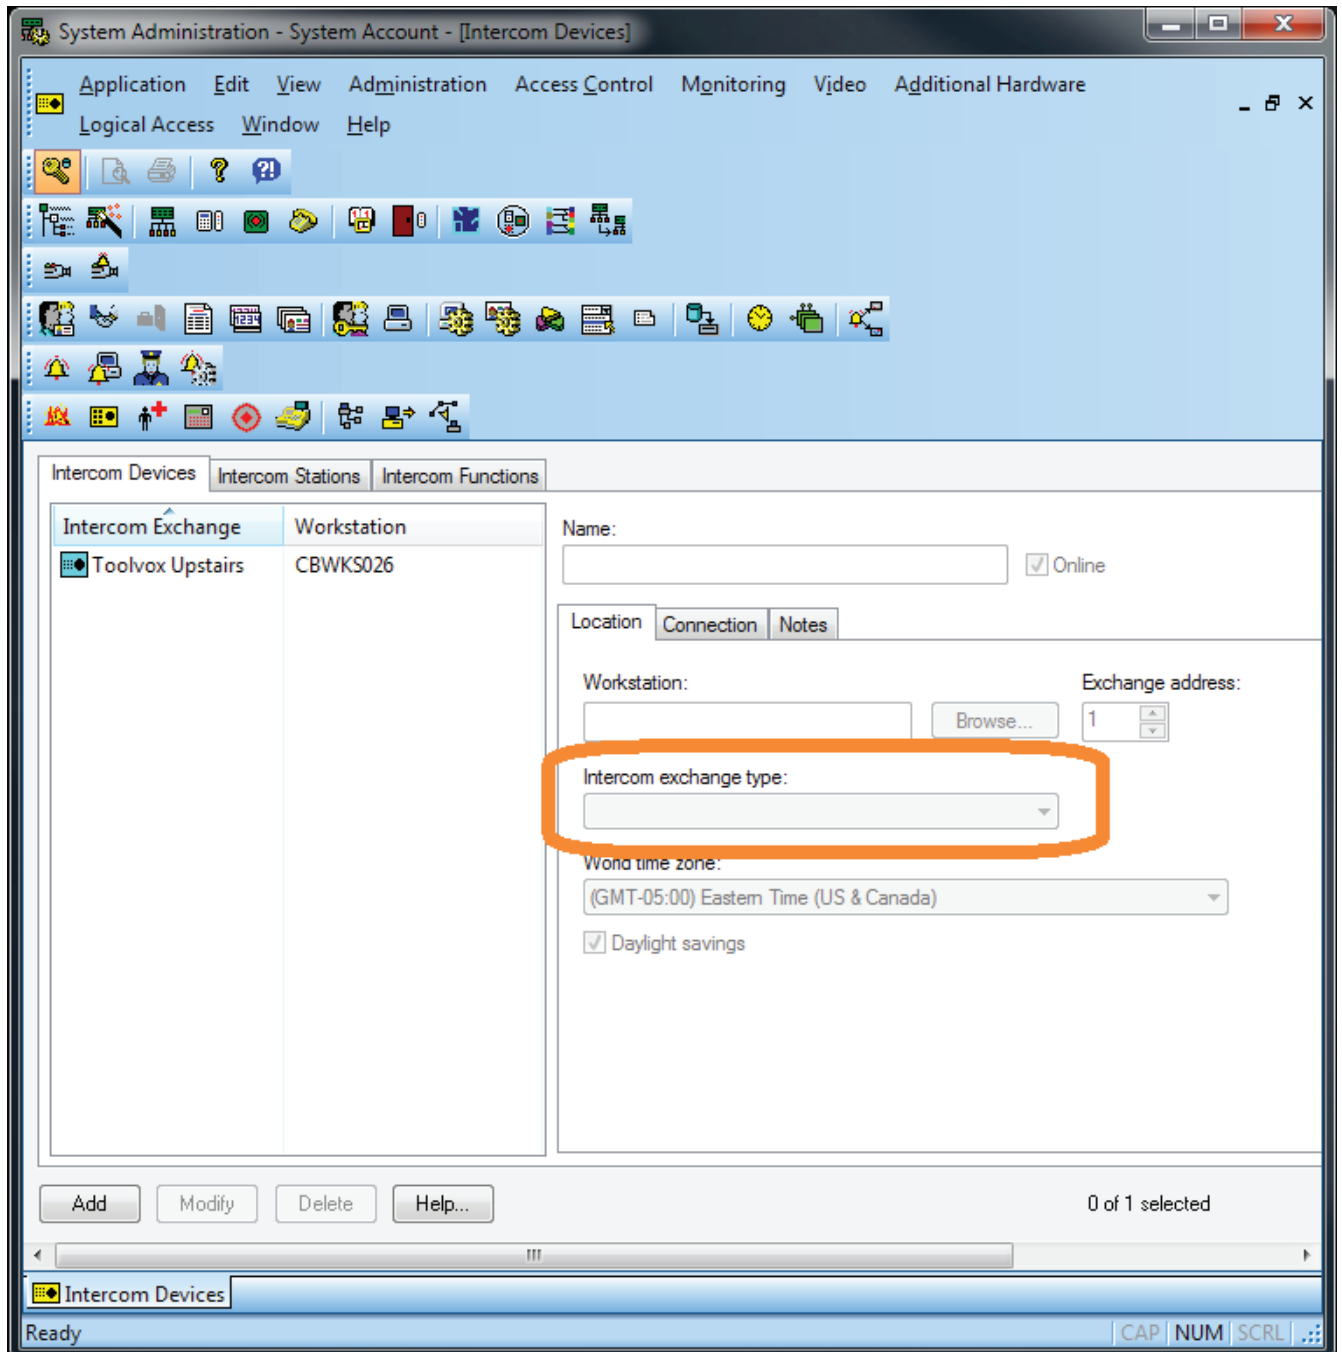 System Administration - System Account - [Intercom Devices]
Application Edit View Administration Access Control Monitoring Video Additional Hardware
Logical Access Window Help
Intercom Devices Intercom Stations Intercom Functions
Intercom Exchange Workstation
Toolvox Upstairs CBWKS026
Name:
Online
Location Connection Notes
Workstation: Exchange address:
Browse... 1
Intercom exchange type:
World time zone:
(GMT-05:00) Eastern Time (US & Canada)
Daylight savings
Add Modify Delete Help... 0 of 1 selected
Intercom Devices
Ready CAP NUM SCRL